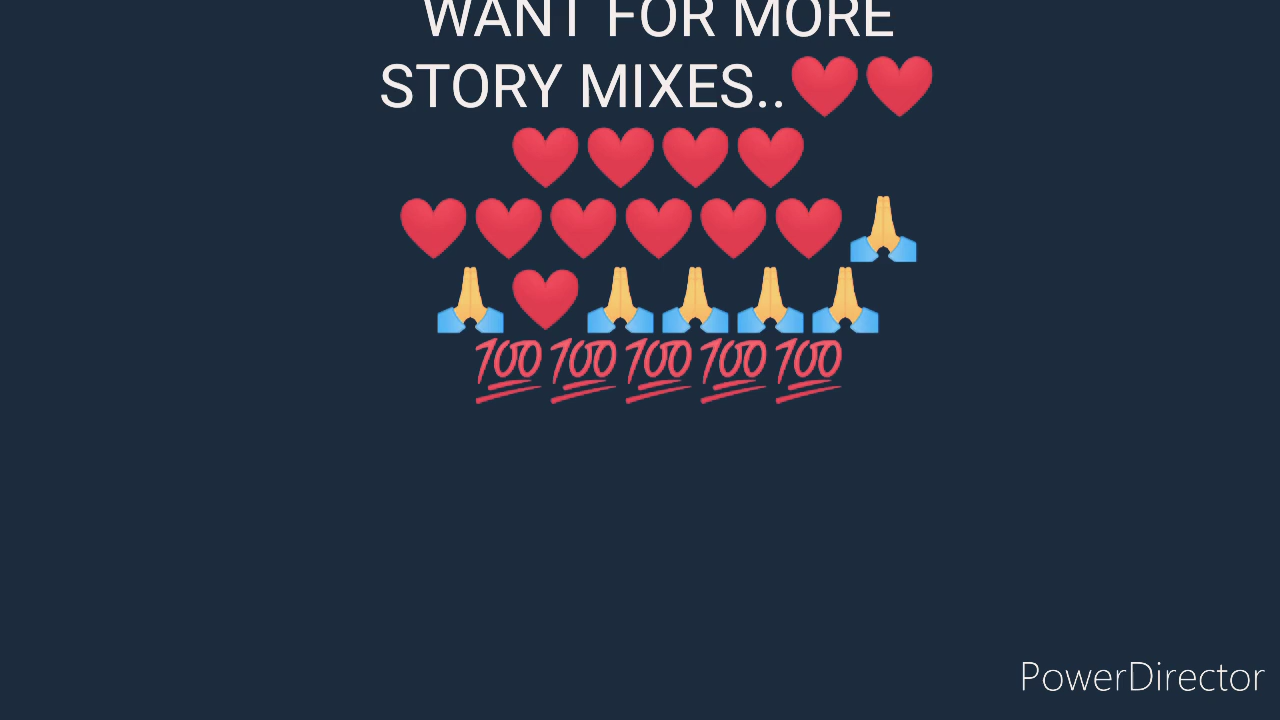 WANT FOR MORE
STORY MIXES..❤️❤️
❤️❤️❤️❤️
❤️❤️❤️❤️❤️❤️🙏
🙏❤️🙏🙏🙏🙏
💯💯💯💯💯
PowerDirector